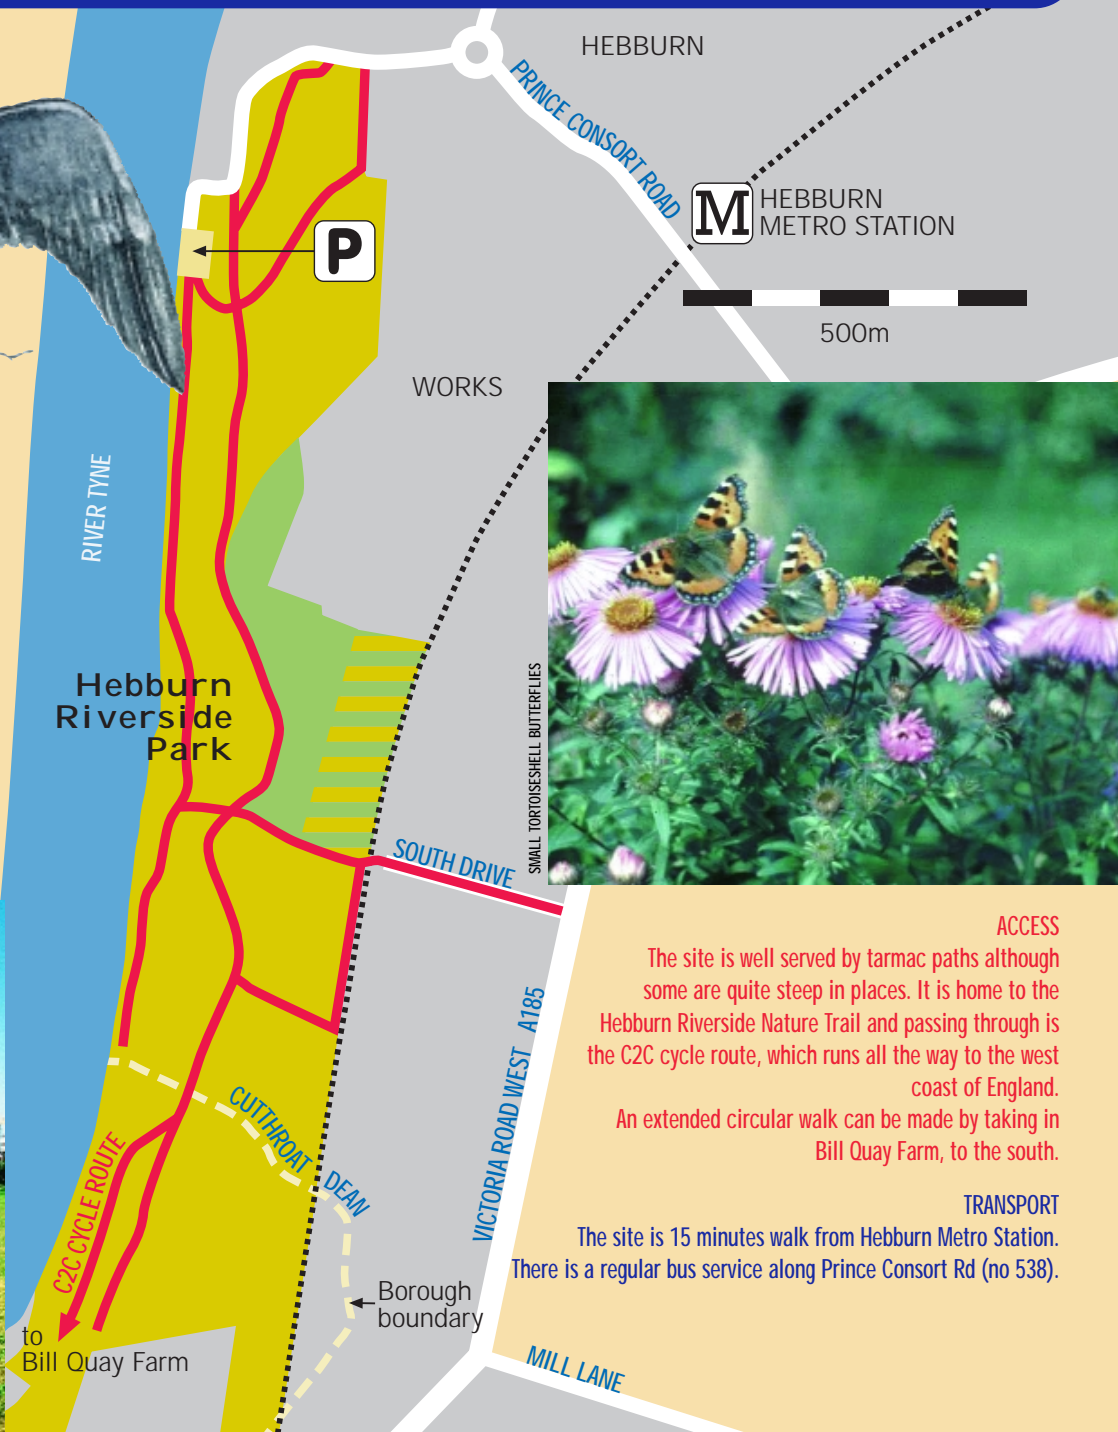 HEBBURN
PRINCE CONSORT ROAD
M
HEBBURN
METRO STATION
P
500m
WORKS
RIVER TYNE
Hebburn
Riverside
Park
SMALL TORTOISESHELL BUTTERFLIES
SOUTH DRIVE
ACCESS
The site is well served by tarmac paths although
some are quite steep in places. It is home to the
Hebburn Riverside Nature Trail and passing through is
the C2C cycle route, which runs all the way to the west
coast of England.
An extended circular walk can be made by taking in
Bill Quay Farm, to the south.
TRANSPORT
The site is 15 minutes walk from Hebburn Metro Station.
There is a regular bus service along Prince Consort Rd (no 538).
VICTORIA ROAD WEST A185
CUTTHROAT DEAN
C2C CYCLE ROUTE
Borough
boundary
to
Bill Quay Farm
MILL LANE